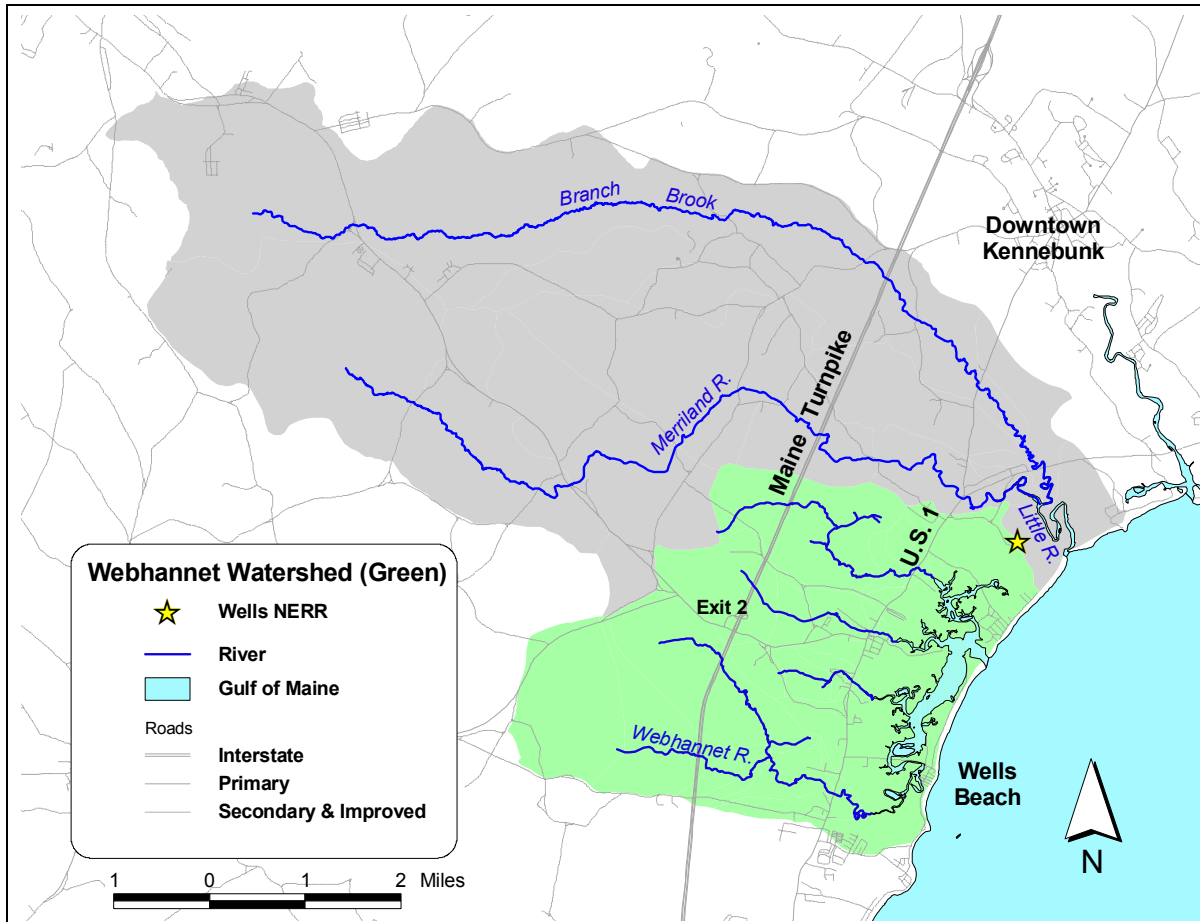 Branch Brook
Downtown
Kennebunk
Merriland R.
Maine Turnpike
U.S. 1
Little R.
Exit 2
Webhannet R.
Wells
Beach
N
Webhannet Watershed (Green)
Wells NERR
River
Gulf of Maine
Roads
Interstate
Primary
Secondary & Improved
1 0 1 2 Miles